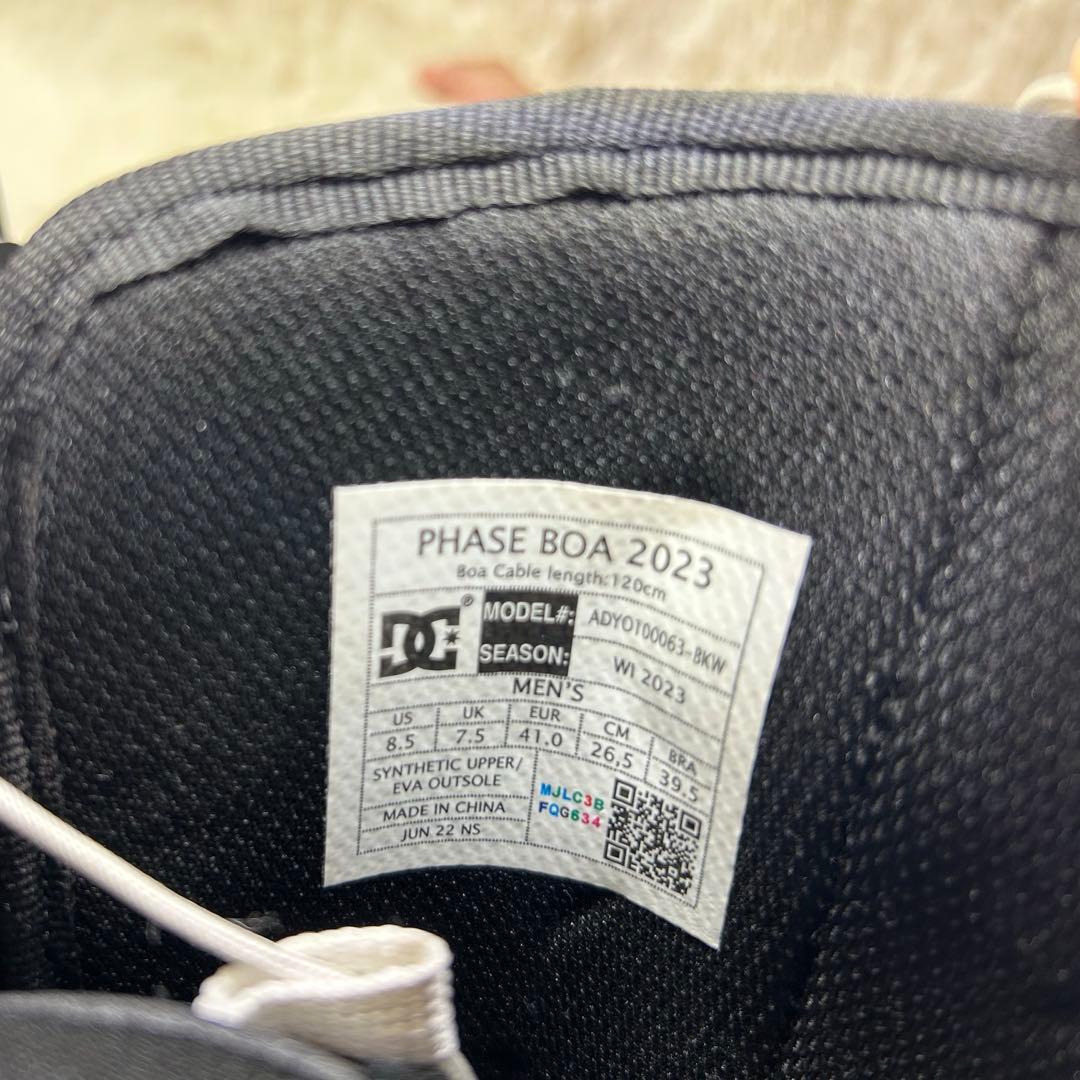 PHASE BOA 2023
Boa Cable length:120cm
DC®
MODEL#: ADYO100063-BKW
SEASON: WI 2023
MEN'S
US UK EUR CM BRA
8.5 7.5 41.0 26.5 39.5
SYNTHETIC UPPER/
EVA OUTSOLE
MADE IN CHINA
JUN 22 NS
MJLC3B
FQG634